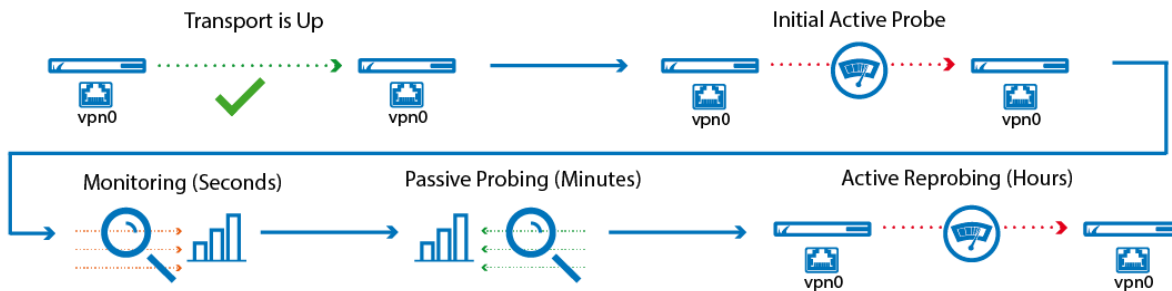 Transport is Up
Initial Active Probe
vpn0
vpn0
vpn0
vpn0
Monitoring (Seconds)
Passive Probing (Minutes)
Active Reprobing (Hours)
vpn0
vpn0